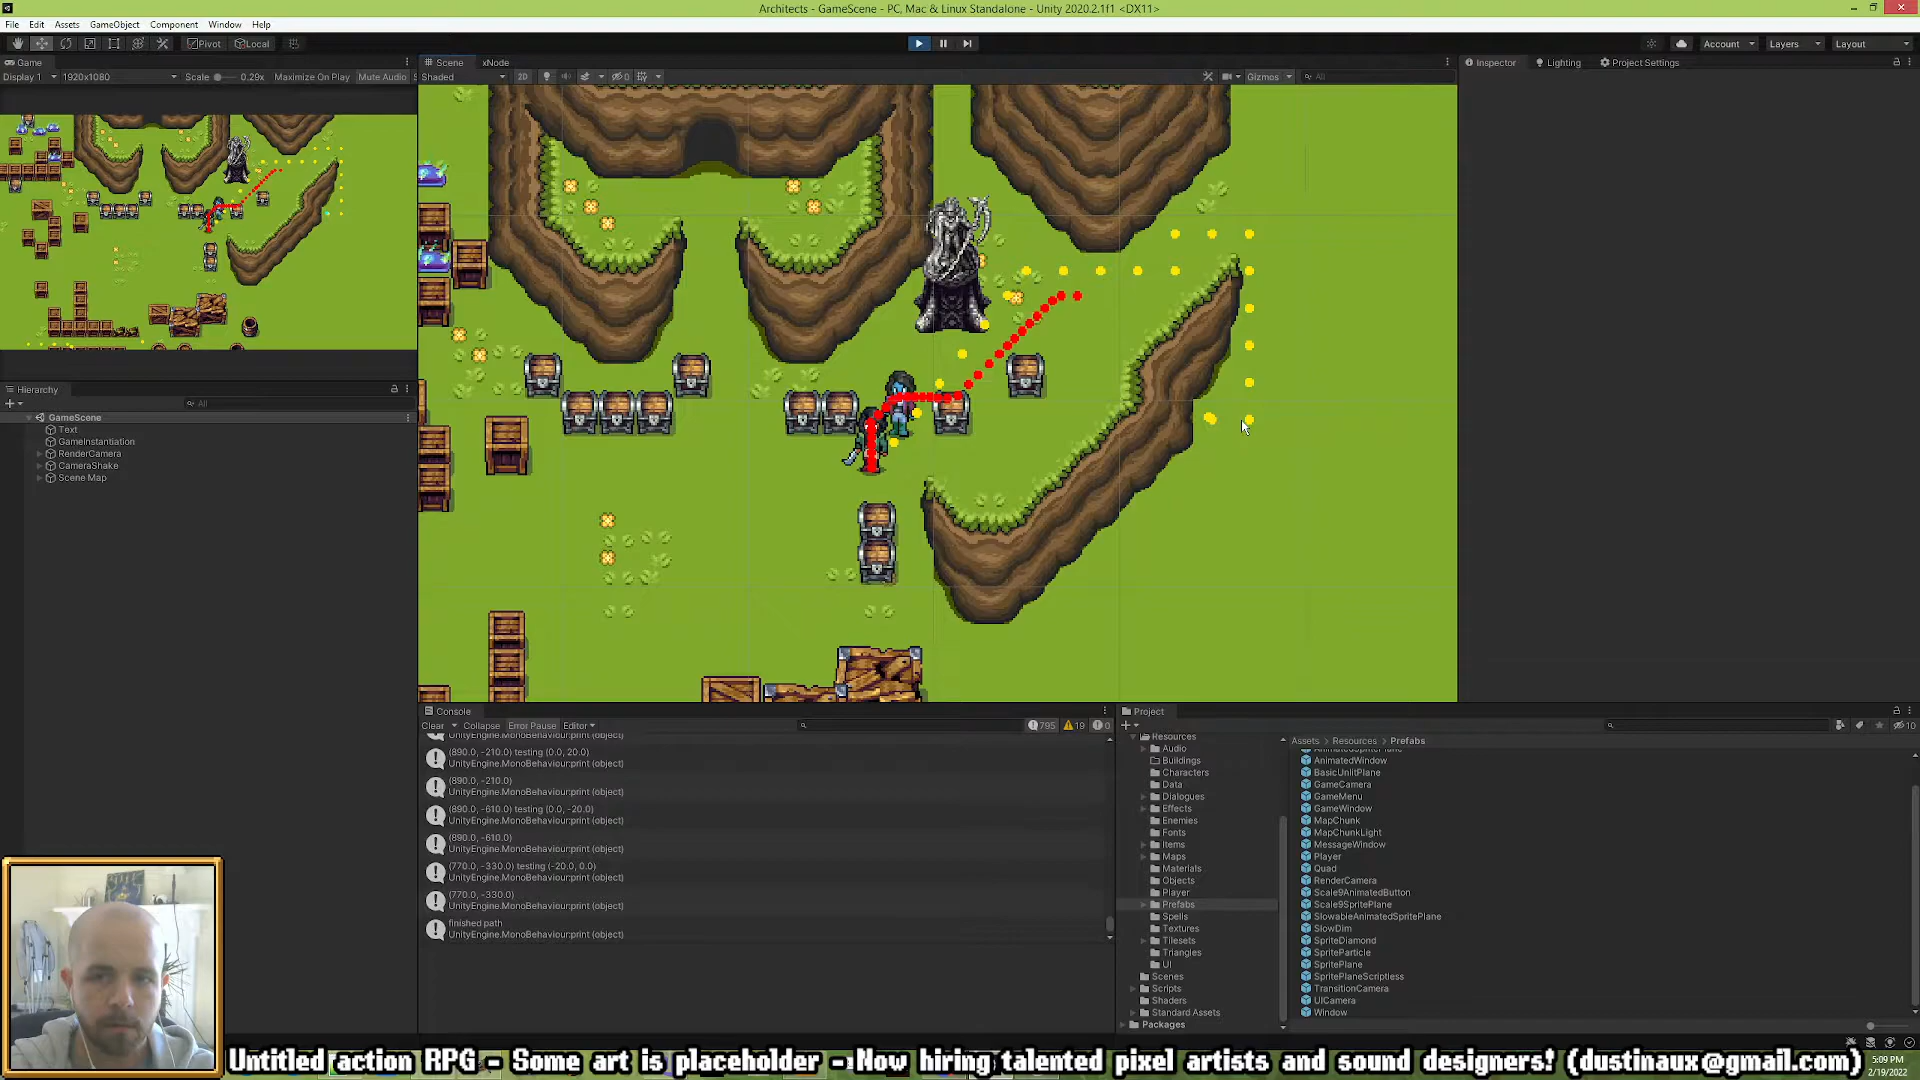 Architects - GameScene - PC, Mac & Linux Standalone - Unity 2020.2.1f1 <DX11>
File Edit Assets GameObject Component Window Help
Pivot Local Account Layers Layout
Game
Display 1 1920x1080 Scale 0.29x Maximize On Play Mute Audio
Scene xNode
Shaded 2D 0 Gizmos All
Inspector Lighting Project Settings
Hierarchy
All
GameScene
Text
GameInstantiation
RenderCamera
CameraShake
Scene Map
Console
Clear Collapse Error Pause Editor 795 19 0
UnityEngine.MonoBehaviour:print (object)
(890.0, -210.0) testing (0.0, 20.0)
UnityEngine.MonoBehaviour:print (object)
(890.0, -210.0)
UnityEngine.MonoBehaviour:print (object)
(890.0, -610.0) testing (0.0, -20.0)
UnityEngine.MonoBehaviour:print (object)
(890.0, -610.0)
UnityEngine.MonoBehaviour:print (object)
(770.0, -330.0) testing (-20.0, 0.0)
UnityEngine.MonoBehaviour:print (object)
(770.0, -330.0)
UnityEngine.MonoBehaviour:print (object)
finished path
UnityEngine.MonoBehaviour:print (object)
Project
10
Resources
Audio
Buildings
Characters
Data
Dialogues
Effects
Enemies
Fonts
Items
Maps
Materials
Objects
Player
Prefabs
Spells
Textures
Tilesets
Triangles
UI
Scenes
Scripts
Shaders
Standard Assets
Packages
Assets Resources Prefabs
AnimatedSpritePlane
AnimatedWindow
BasicUnlitPlane
GameCamera
GameMenu
GameWindow
MapChunk
MapChunkLight
MessageWindow
Player
Quad
RenderCamera
Scale9AnimatedButton
Scale9SpritePlane
SlowableAnimatedSpritePlane
SlowDim
SpriteDiamond
SpriteParticle
SpritePlane
SpritePlaneScriptless
TransitionCamera
UICamera
Window
Untitled action RPG - Some art is placeholder - Now hiring talented pixel artists and sound designers! (dustinaux@gmail.com)
5:09 PM
2/19/2022